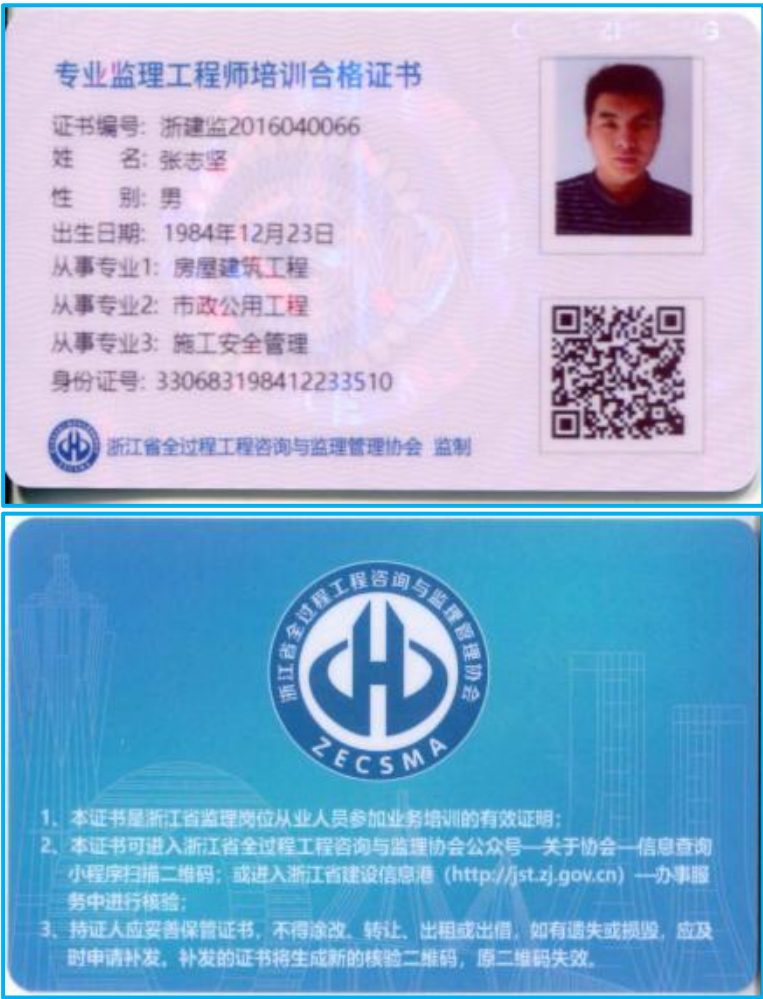 专业监理工程师培训合格证书
证书编号: 浙建监2016040066
姓 名: 张志坚
性 别: 男
出生日期: 1984年12月23日
从事专业1: 房屋建筑工程
从事专业2: 市政公用工程
从事专业3: 施工安全管理
身份证号: 330683198412233510
浙江省全过程工程咨询与监理管理协会 监制
浙江省全过程工程咨询与监理管理协会
ZECSMA
1、本证书是浙江省监理岗位从业人员参加业务培训的有效证明;
2、本证书可进入浙江省全过程工程咨询与监理协会公众号—关于协会—信息查询
小程序扫描二维码; 或进入浙江省建设信息港 (http://jst.zj.gov.cn) —办事服
务中进行核验;
3、持证人应妥善保管证书, 不得涂改、转让、出租或出借, 如有遗失或损毁, 应及
时申请补发, 补发的证书将生成新的核验二维码, 原二维码失效。